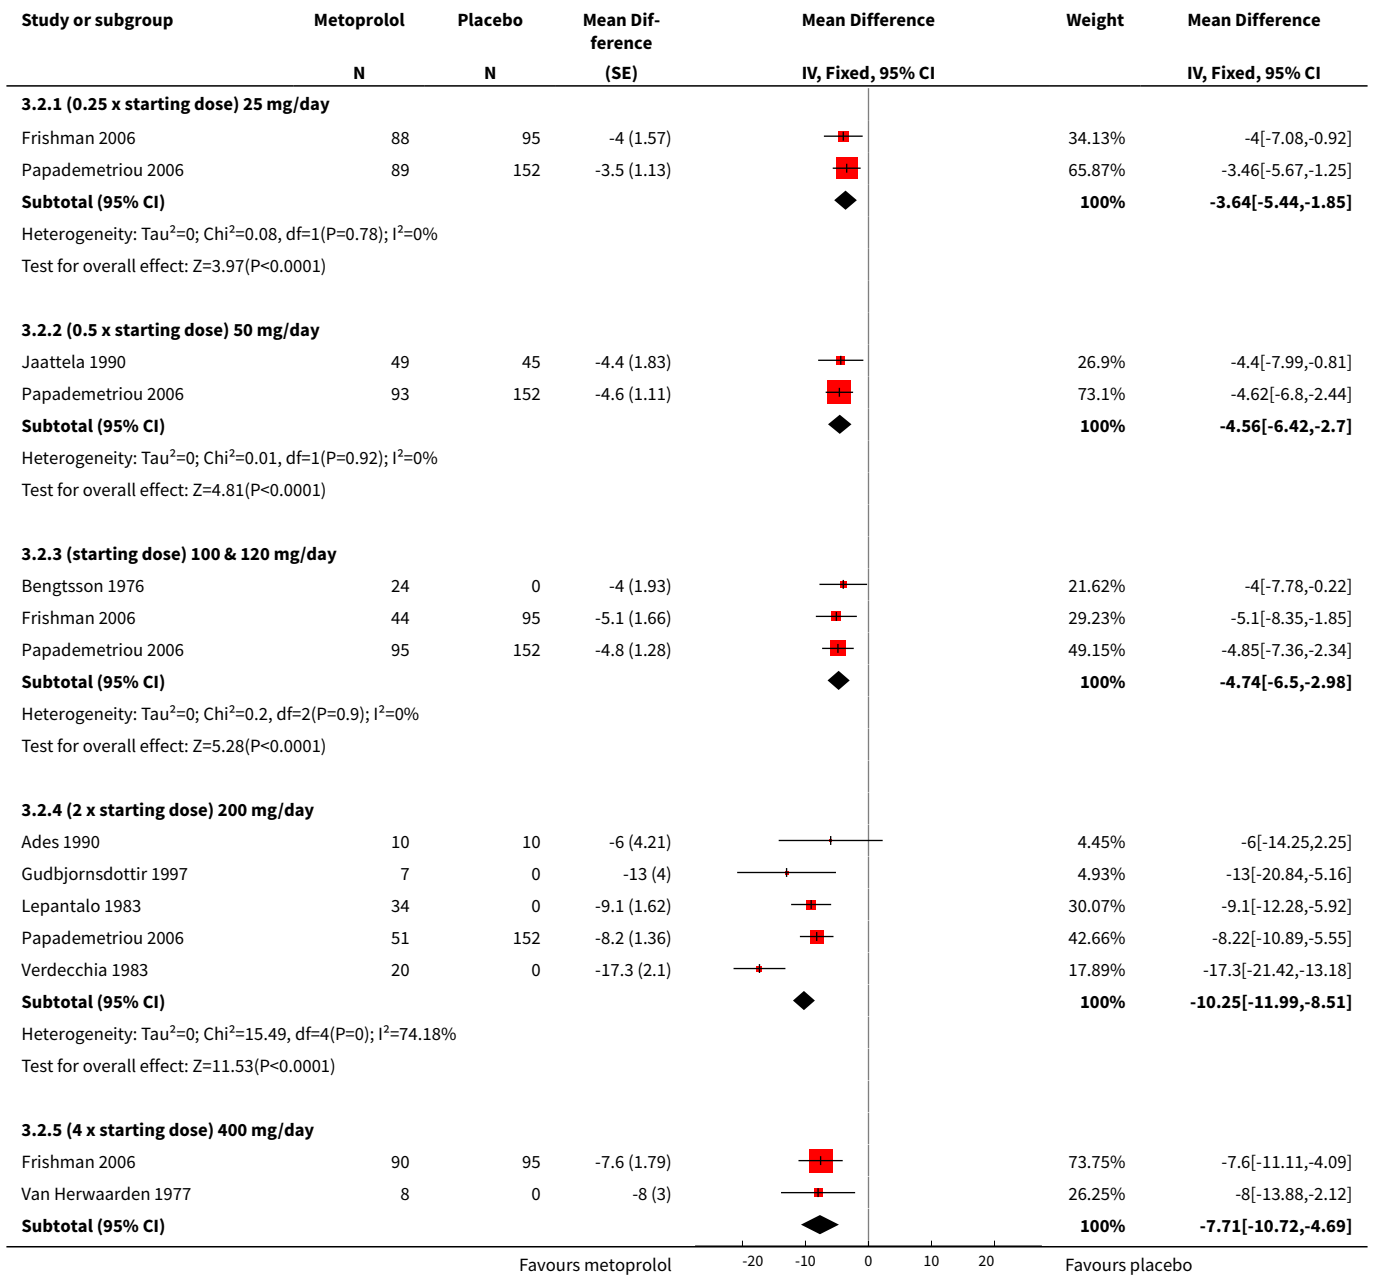 Study or subgroup Metoprolol Placebo Mean Dif- Mean Difference Weight Mean Difference
ference
N N (SE) IV, Fixed, 95% CI IV, Fixed, 95% CI
3.2.1 (0.25 x starting dose) 25 mg/day
Frishman 2006 88 95 -4 (1.57) 34.13% -4[-7.08,-0.92]
Papademetriou 2006 89 152 -3.5 (1.13) 65.87% -3.46[-5.67,-1.25]
Subtotal (95% CI) 100% -3.64[-5.44,-1.85]
Heterogeneity: Tau²=0; Chi²=0.08, df=1(P=0.78); I²=0%
Test for overall effect: Z=3.97(P<0.0001)
3.2.2 (0.5 x starting dose) 50 mg/day
Jaattela 1990 49 45 -4.4 (1.83) 26.9% -4.4[-7.99,-0.81]
Papademetriou 2006 93 152 -4.6 (1.11) 73.1% -4.62[-6.8,-2.44]
Subtotal (95% CI) 100% -4.56[-6.42,-2.7]
Heterogeneity: Tau²=0; Chi²=0.01, df=1(P=0.92); I²=0%
Test for overall effect: Z=4.81(P<0.0001)
3.2.3 (starting dose) 100 & 120 mg/day
Bengtsson 1976 24 0 -4 (1.93) 21.62% -4[-7.78,-0.22]
Frishman 2006 44 95 -5.1 (1.66) 29.23% -5.1[-8.35,-1.85]
Papademetriou 2006 95 152 -4.8 (1.28) 49.15% -4.85[-7.36,-2.34]
Subtotal (95% CI) 100% -4.74[-6.5,-2.98]
Heterogeneity: Tau²=0; Chi²=0.2, df=2(P=0.9); I²=0%
Test for overall effect: Z=5.28(P<0.0001)
3.2.4 (2 x starting dose) 200 mg/day
Ades 1990 10 10 -6 (4.21) 4.45% -6[-14.25,2.25]
Gudbjornsdottir 1997 7 0 -13 (4) 4.93% -13[-20.84,-5.16]
Lepantalo 1983 34 0 -9.1 (1.62) 30.07% -9.1[-12.28,-5.92]
Papademetriou 2006 51 152 -8.2 (1.36) 42.66% -8.22[-10.89,-5.55]
Verdecchia 1983 20 0 -17.3 (2.1) 17.89% -17.3[-21.42,-13.18]
Subtotal (95% CI) 100% -10.25[-11.99,-8.51]
Heterogeneity: Tau²=0; Chi²=15.49, df=4(P=0); I²=74.18%
Test for overall effect: Z=11.53(P<0.0001)
3.2.5 (4 x starting dose) 400 mg/day
Frishman 2006 90 95 -7.6 (1.79) 73.75% -7.6[-11.11,-4.09]
Van Herwaarden 1977 8 0 -8 (3) 26.25% -8[-13.88,-2.12]
Subtotal (95% CI) 100% -7.71[-10.72,-4.69]
Favours metoprolol -20 -10 0 10 20 Favours placebo